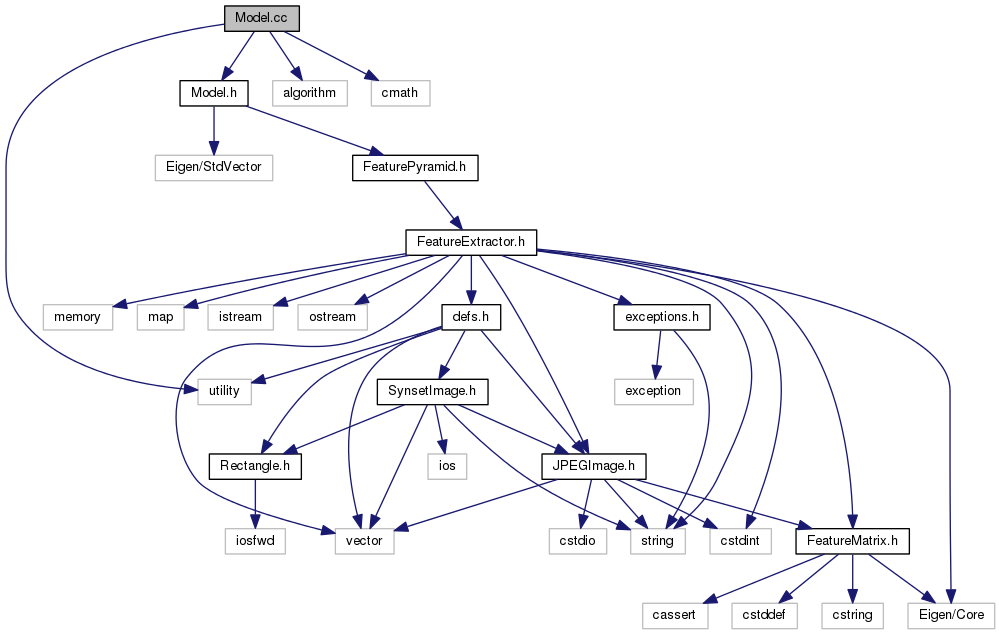 Model.cc
Model.h
algorithm
cmath
Eigen/StdVector
FeaturePyramid.h
FeatureExtractor.h
memory
map
istream
ostream
defs.h
exceptions.h
utility
SynsetImage.h
exception
Rectangle.h
ios
JPEGImage.h
iosfwd
vector
cstdio
string
cstdint
FeatureMatrix.h
cassert
cstddef
cstring
Eigen/Core